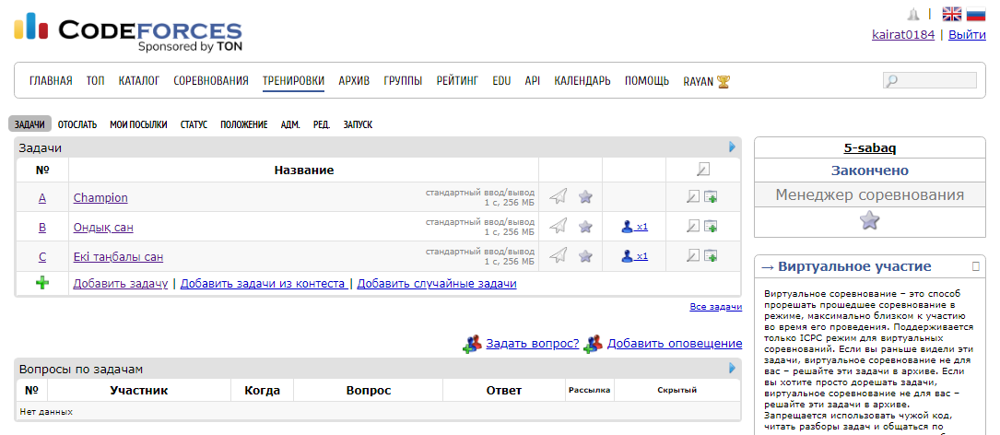 CODEFORCES
Sponsored by TON
kairat0184 | Выйти
ГЛАВНАЯ ТОП КАТАЛОГ СОРЕВНОВАНИЯ ТРЕНИРОВКИ АРХИВ ГРУППЫ РЕЙТИНГ EDU API КАЛЕНДАРЬ ПОМОЩЬ RAYAN
ЗАДАЧИ ОТОСЛАТЬ МОИ ПОСЫЛКИ СТАТУС ПОЛОЖЕНИЕ АДМ. РЕД. ЗАПУСК
Задачи
№ Название
A Champion стандартный ввод/вывод
1 с, 256 МБ
B Ондық сан стандартный ввод/вывод
1 с, 256 МБ x1
C Екі таңбалы сан стандартный ввод/вывод
1 с, 256 МБ x1
Добавить задачу | Добавить задачи из контеста | Добавить случайные задачи
Все задачи
Задать вопрос? Добавить оповещение
Вопросы по задачам
№ Участник Когда Вопрос Ответ Рассылка Скрытый
Нет данных
5-sabaq
Закончено
Менеджер соревнования
→ Виртуальное участие
Виртуальное соревнование – это способ
прорешать прошедшее соревнование в
режиме, максимально близком к участию
во время его проведения. Поддерживается
только ICPC режим для виртуальных
соревнований. Если вы раньше видели эти
задачи, виртуальное соревнование не для
вас – решайте эти задачи в архиве. Если
вы хотите просто дорешать задачи,
виртуальное соревнование не для вас –
решайте эти задачи в архиве.
Запрещается использовать чужой код,
читать разборы задач и общаться по